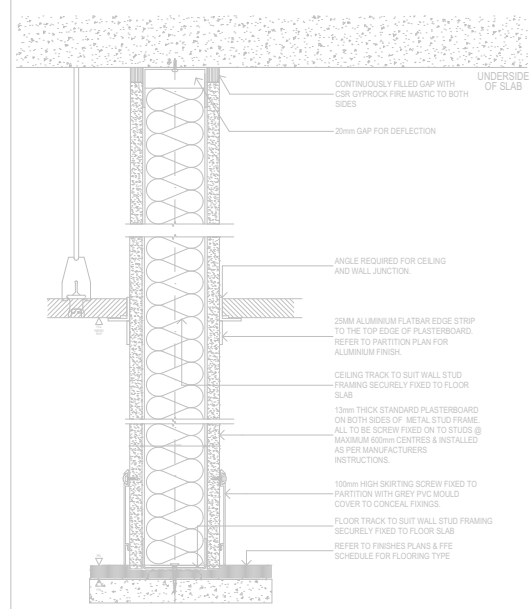 UNDERSIDE
OF SLAB
CONTINUOUSLY FILLED GAP WITH
CSR GYPROCK FIRE MASTIC TO BOTH
SIDES
20mm GAP FOR DEFLECTION
ANGLE REQUIRED FOR CEILING
AND WALL JUNCTION.
25MM ALUMINIUM FLATBAR EDGE STRIP
TO THE TOP EDGE OF PLASTERBOARD.
REFER TO PARTITION PLAN FOR
ALUMINIUM FINISH.
CEILING TRACK TO SUIT WALL STUD
FRAMING SECURELY FIXED TO FLOOR
SLAB
13mm THICK STANDARD PLASTERBOARD
ON BOTH SIDES OF METAL STUD FRAME
ALL TO BE SCREW FIXED ON TO STUDS @
MAXIMUM 600mm CENTRES & INSTALLED
AS PER MANUFACTURERS
INSTRUCTIONS.
100mm HIGH SKIRTING SCREW FIXED TO
PARTITION WITH GREY PVC MOULD
COVER TO CONCEAL FIXINGS.
FLOOR TRACK TO SUIT WALL STUD FRAMING
SECURELY FIXED TO FLOOR SLAB
REFER TO FINISHES PLANS & FFE
SCHEDULE FOR FLOORING TYPE